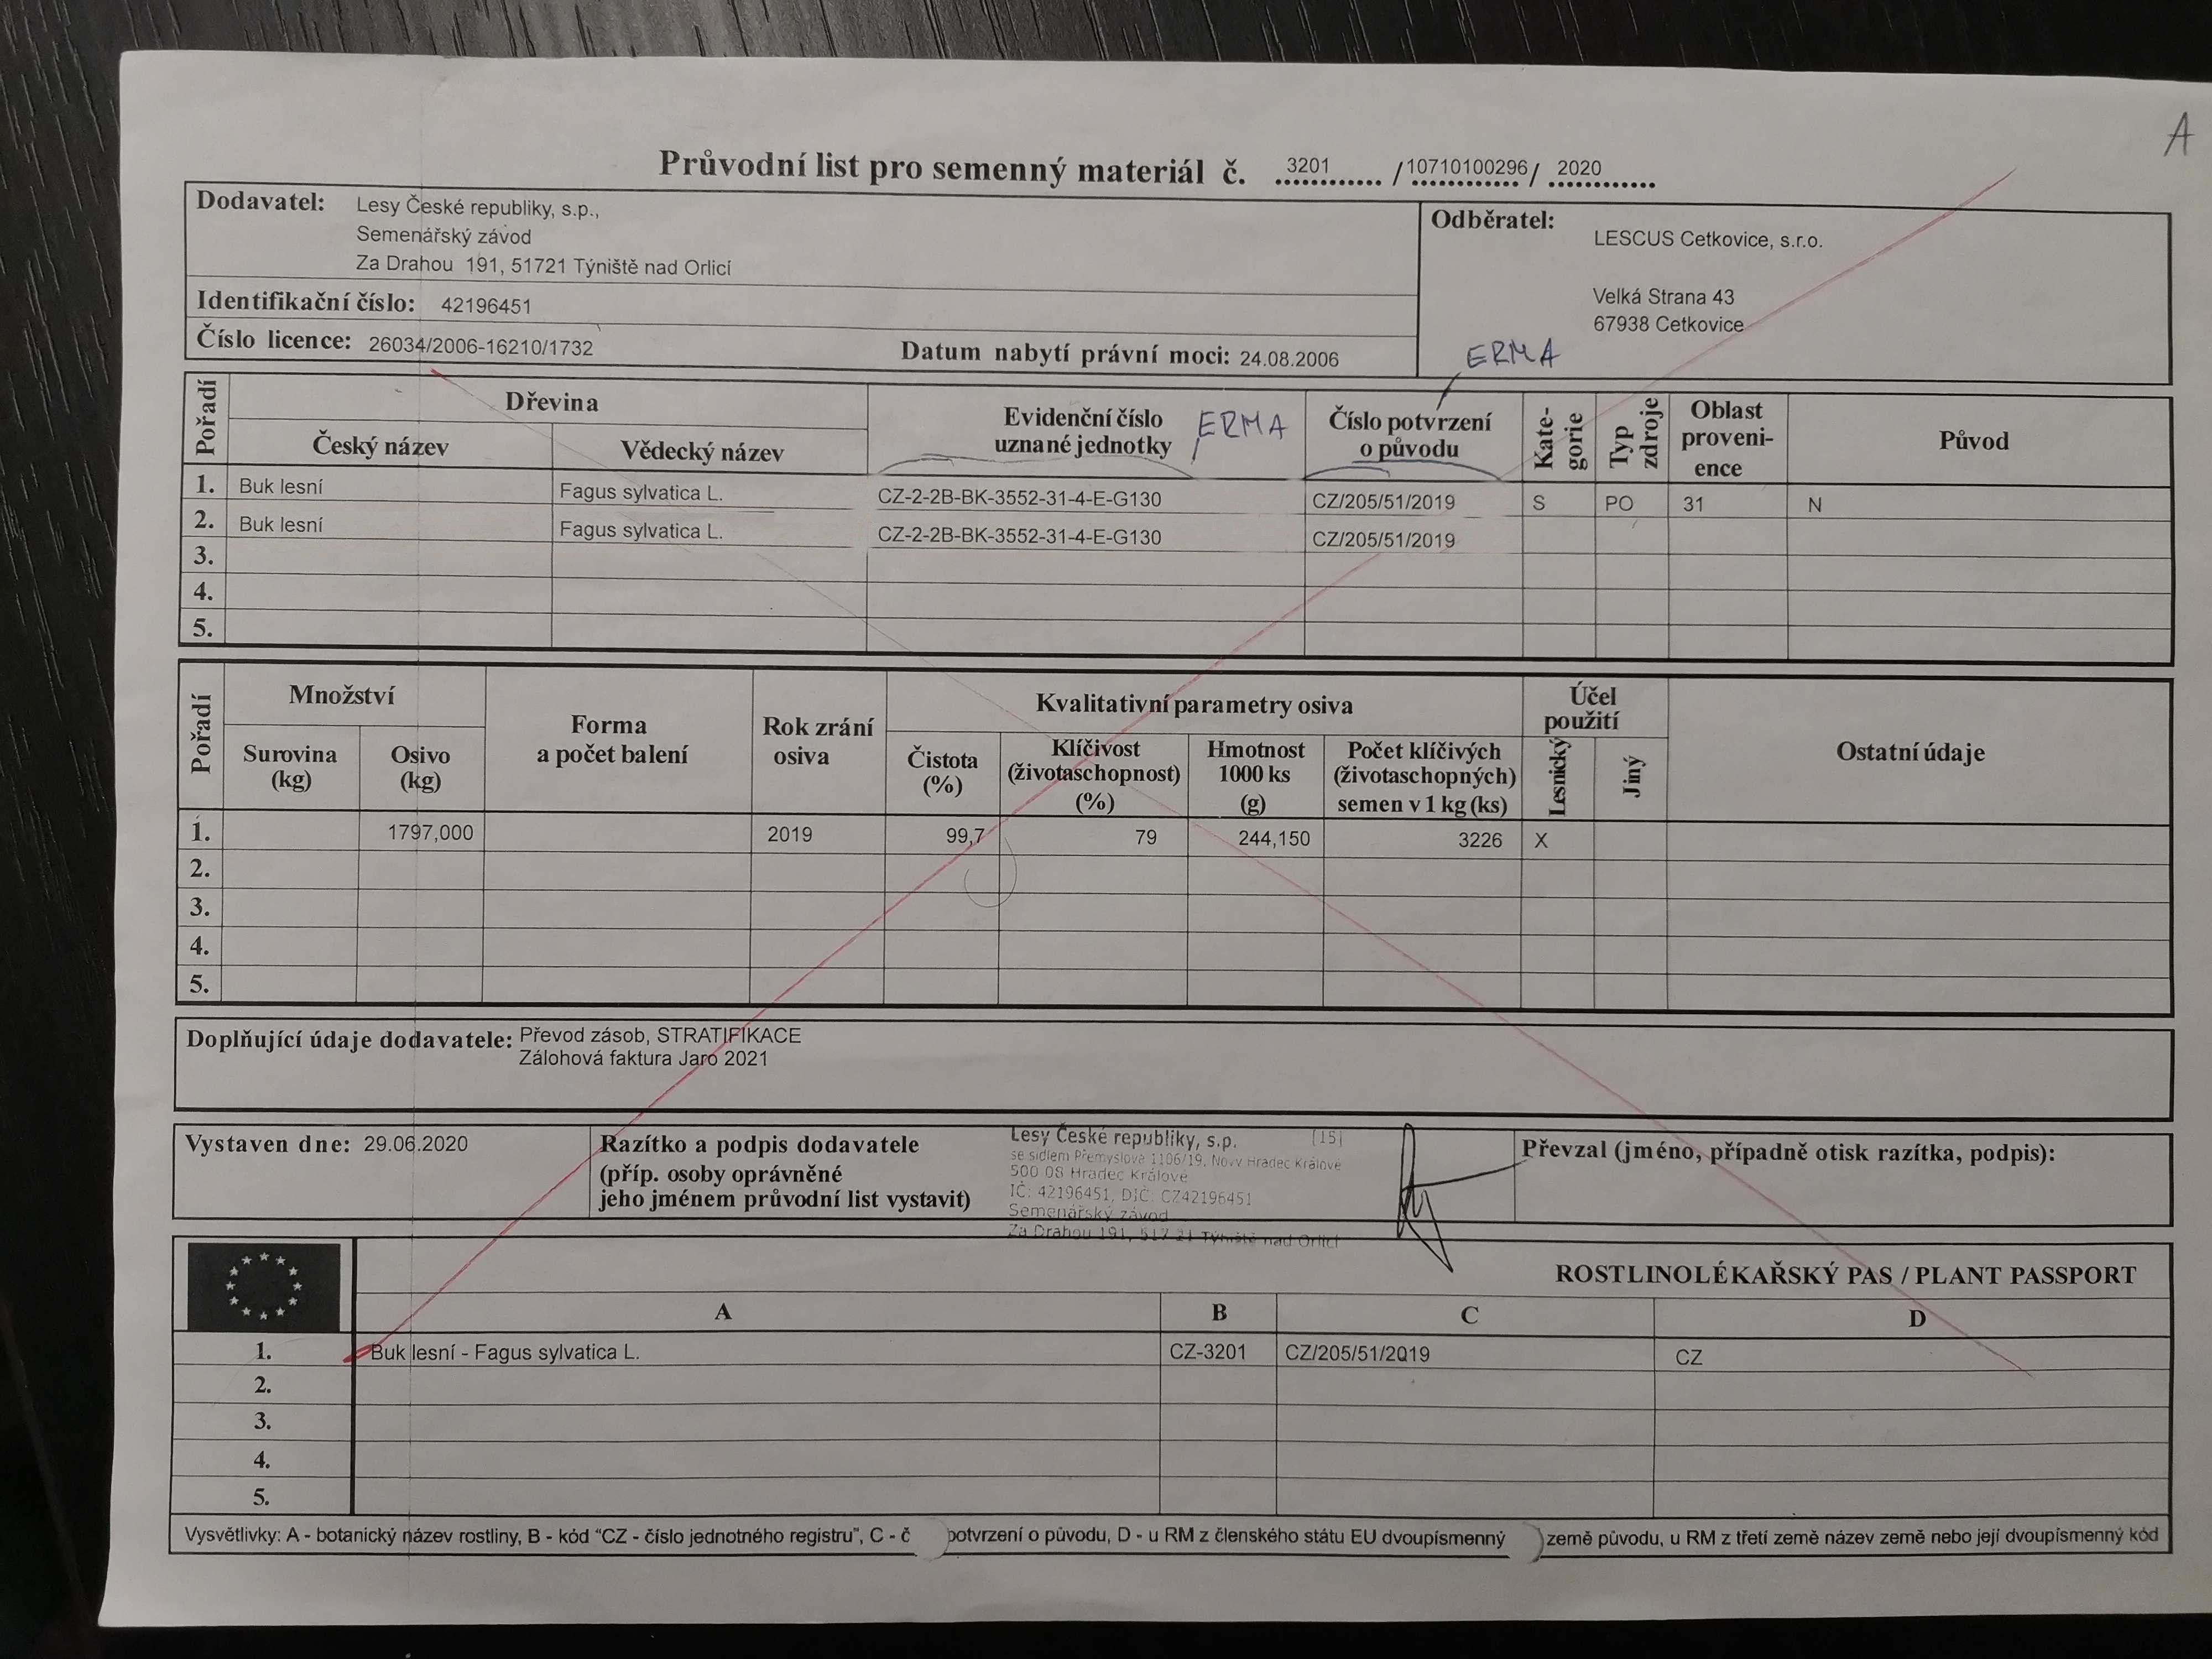 A
Průvodní list pro semenný materiál č. 3201 / 10710100296 / 2020
Dodavatel: Lesy České republiky, s.p.,
Semenářský závod
Za Drahou 191, 51721 Týniště nad Orlicí
Identifikační číslo: 42196451
Číslo licence: 26034/2006-16210/1732 Datum nabytí právní moci: 24.08.2006
Odběratel:
LESCUS Cetkovice, s.r.o.
Velká Strana 43
67938 Cetkovice
ERMA
Pořadí Dřevina Evidenční číslo uznané jednotky ERMA Číslo potvrzení o původu Kate-gorie Typ zdroje Oblast proveni-ence Původ
Český název Vědecký název
1. Buk lesní Fagus sylvatica L. CZ-2-2B-BK-3552-31-4-E-G130 CZ/205/51/2019 S PO 31 N
2. Buk lesní Fagus sylvatica L. CZ-2-2B-BK-3552-31-4-E-G130 CZ/205/51/2019
3.
4.
5.
Pořadí Množství Forma a počet balení Rok zrání osiva Kvalitativní parametry osiva Účel použití Ostatní údaje
Surovina (kg) Osivo (kg) Čistota (%) Klíčivost (životaschopnost) (%) Hmotnost 1000 ks (g) Počet klíčivých (životaschopných) semen v 1 kg (ks) Lesnický Jiný
1. 1797,000 2019 99,7 79 244,150 3226 X
2.
3.
4.
5.
Doplňující údaje dodavatele: Převod zásob, STRATIFIKACE
Zálohová faktura Jaro 2021
Vystaven dne: 29.06.2020
Razítko a podpis dodavatele
(příp. osoby oprávněné
jeho jménem průvodní list vystavit)
Lesy České republiky, s.p. [15]
se sídlem Přemyslova 1106/19, Nový Hradec Králové
500 08 Hradec Králové
IČ: 42196451, DIČ: CZ42196451
Semenářský závod
Za Drahou 191, 517 21 Týniště nad Orlicí
Převzal (jméno, případně otisk razítka, podpis):
ROSTLINOLÉKAŘSKÝ PAS / PLANT PASSPORT
A B C D
1. Buk lesní - Fagus sylvatica L. CZ-3201 CZ/205/51/2019 CZ
2.
3.
4.
5.
Vysvětlivky: A - botanický název rostliny, B - kód "CZ - číslo jednotného registru", C - č potvrzení o původu, D - u RM z členského státu EU dvoupísmenný země původu, u RM z třetí země název země nebo její dvoupísmenný kód